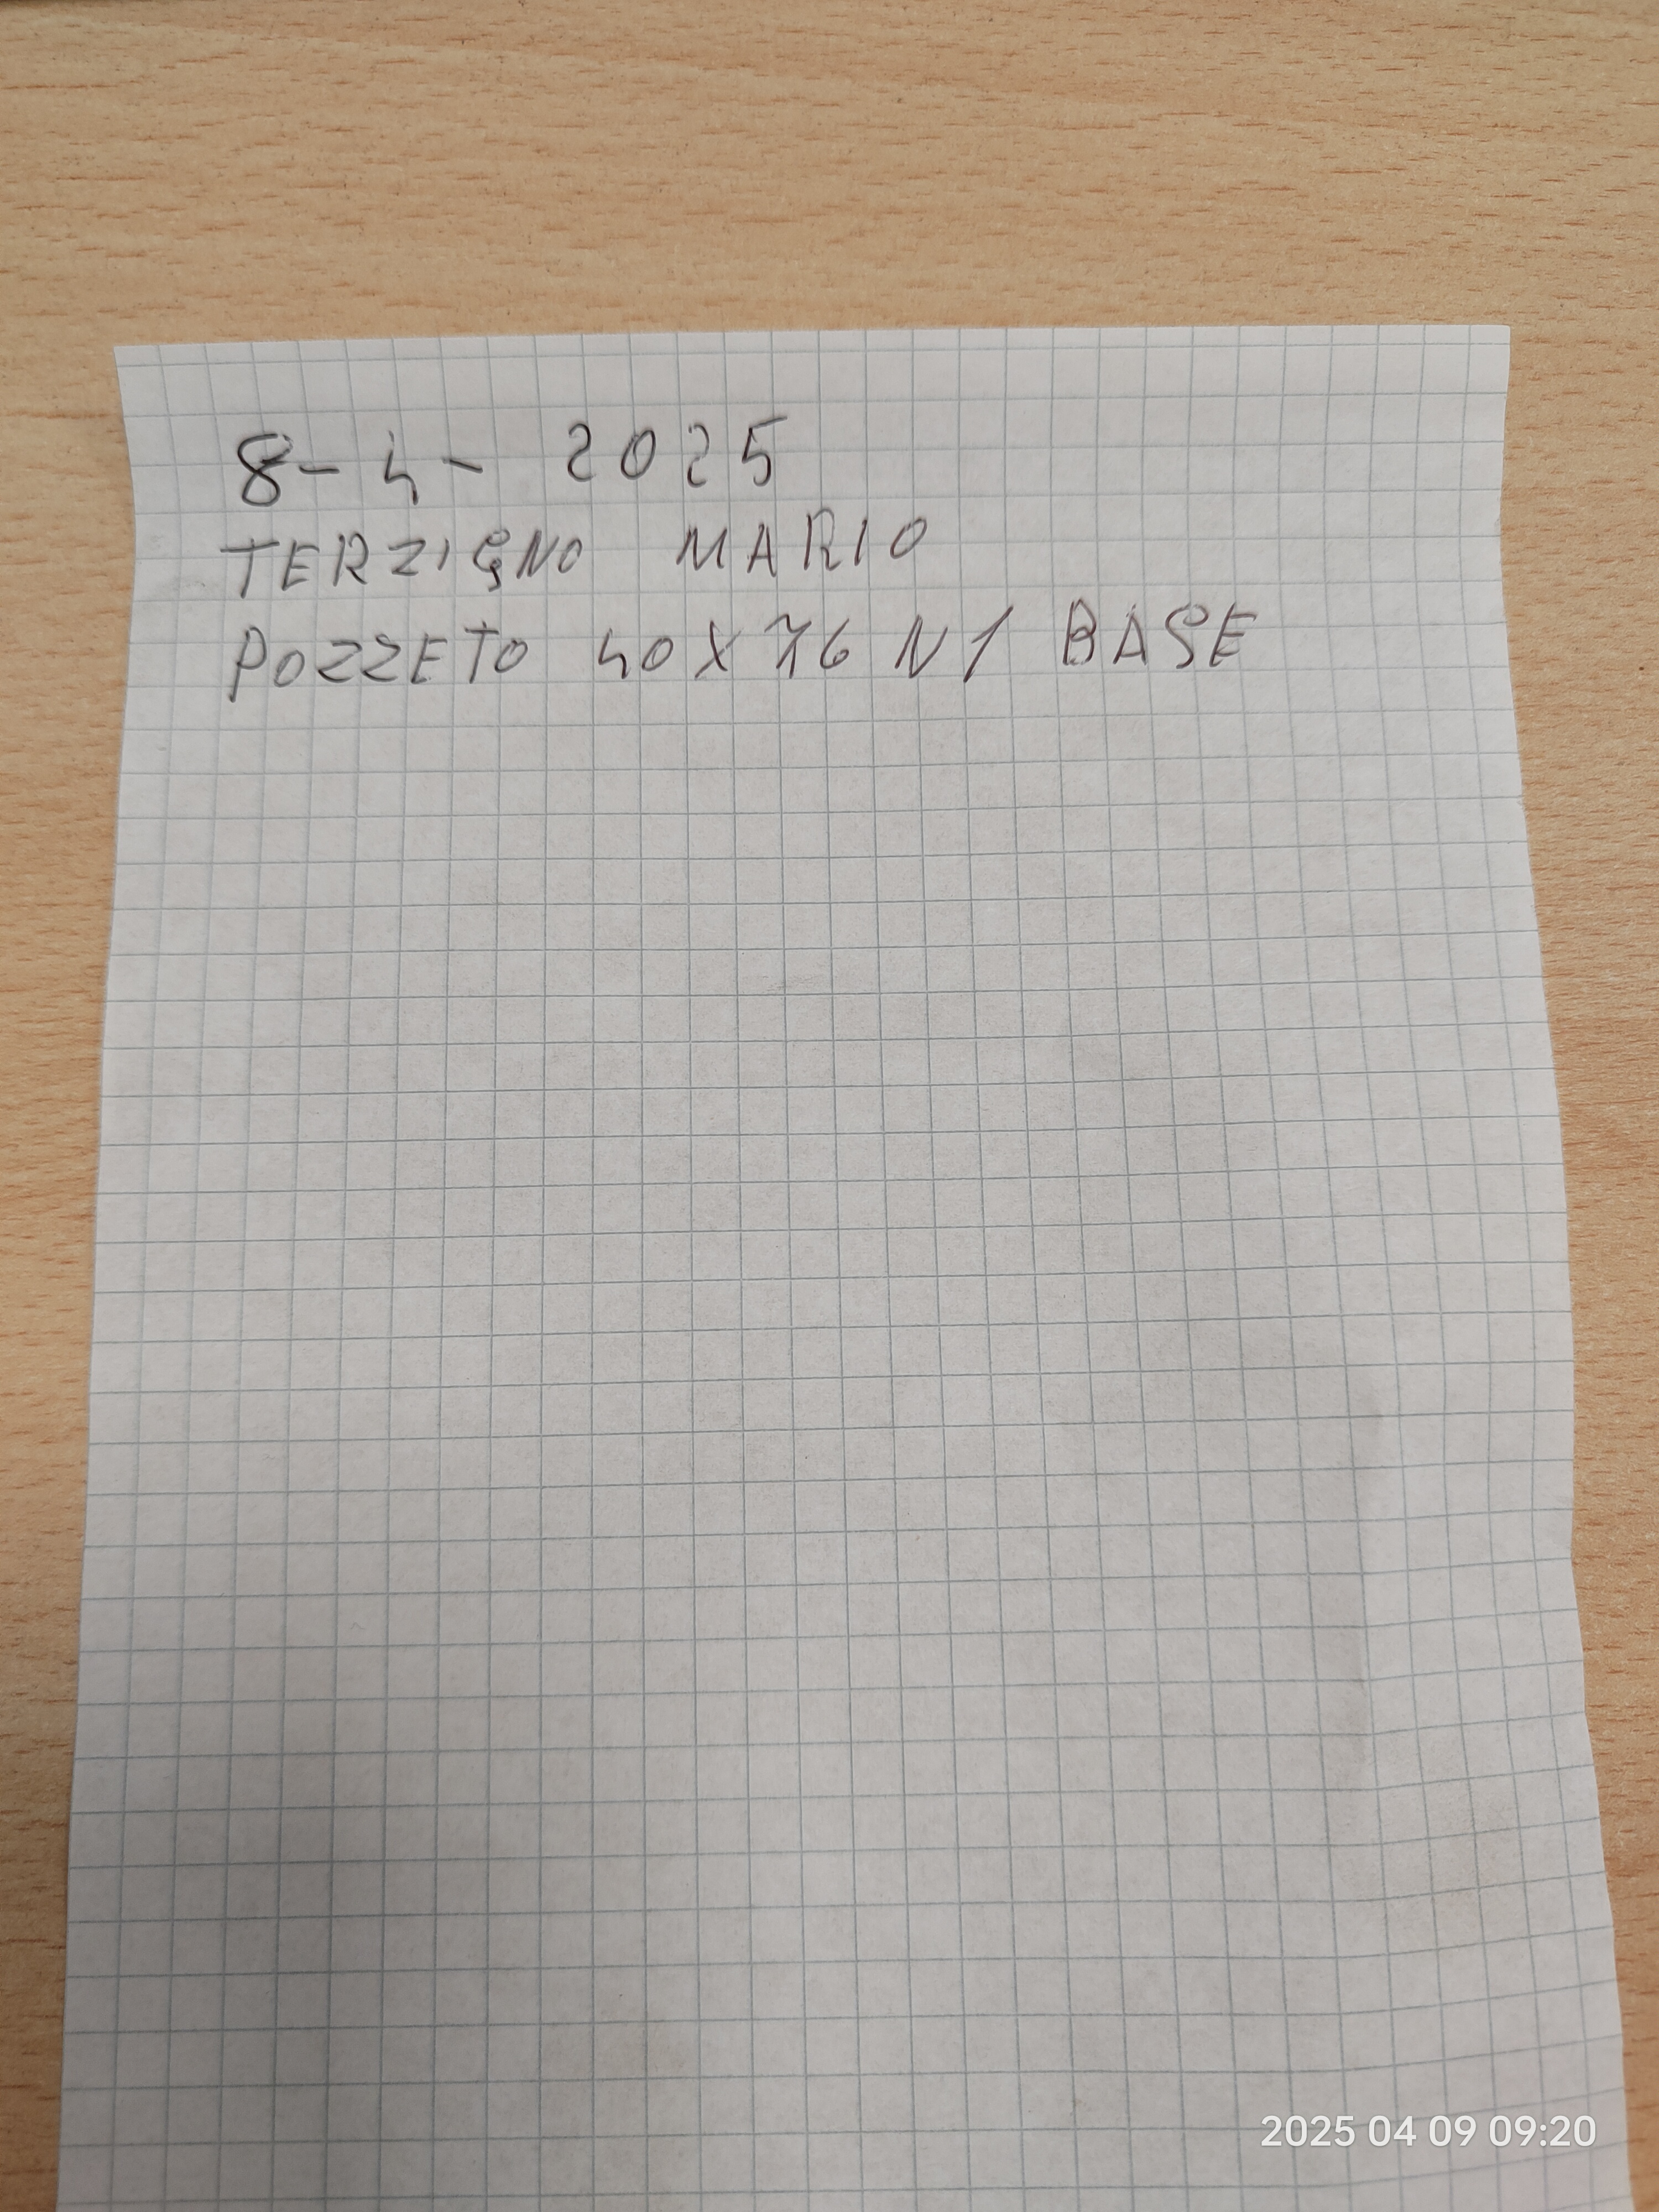 8-4-2025
TERZIGNO MARIO
POZZETO 40X76 N1 BASE
2025 04 09 09:20